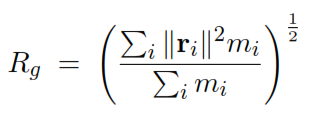 R_g = \left( \frac{\sum_i \|\mathbf{r}_i\|^2 m_i}{\sum_i m_i} \right)^{\frac{1}{2}}